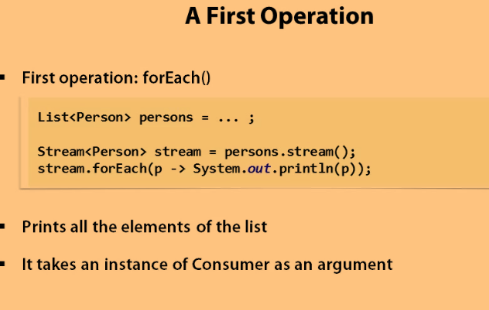 A First Operation
First operation: forEach()
List<Person> persons = ... ;
Stream<Person> stream = persons.stream();
stream.forEach(p -> System.out.println(p));
Prints all the elements of the list
It takes an instance of Consumer as an argument